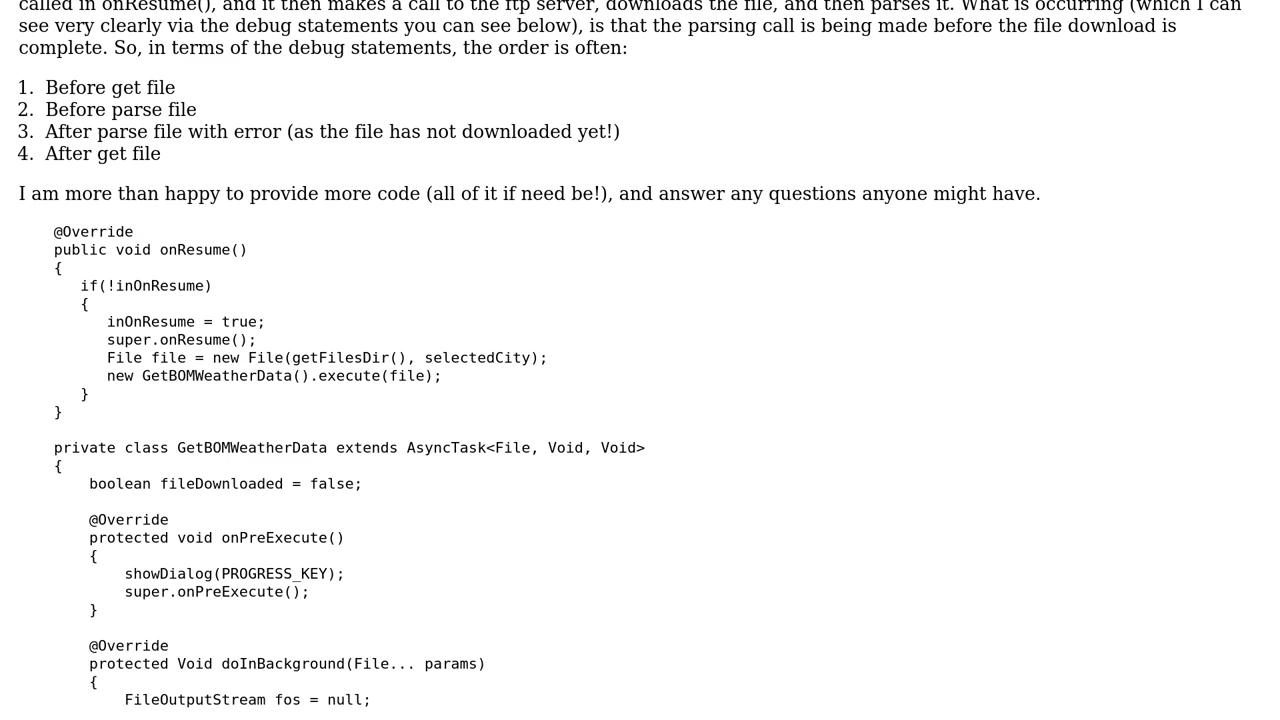 called in onResume(), and it then makes a call to the ftp server, downloads the file, and then parses it. What is occurring (which I can
see very clearly via the debug statements you can see below), is that the parsing call is being made before the file download is
complete. So, in terms of the debug statements, the order is often:
1. Before get file
2. Before parse file
3. After parse file with error (as the file has not downloaded yet!)
4. After get file
I am more than happy to provide more code (all of it if need be!), and answer any questions anyone might have.
@Override
public void onResume()
{
if(!inOnResume)
{
inOnResume = true;
super.onResume();
File file = new File(getFilesDir(), selectedCity);
new GetBOMWeatherData().execute(file);
}
}
private class GetBOMWeatherData extends AsyncTask<File, Void, Void>
{
boolean fileDownloaded = false;
@Override
protected void onPreExecute()
{
showDialog(PROGRESS_KEY);
super.onPreExecute();
}
@Override
protected Void doInBackground(File... params)
{
FileOutputStream fos = null;